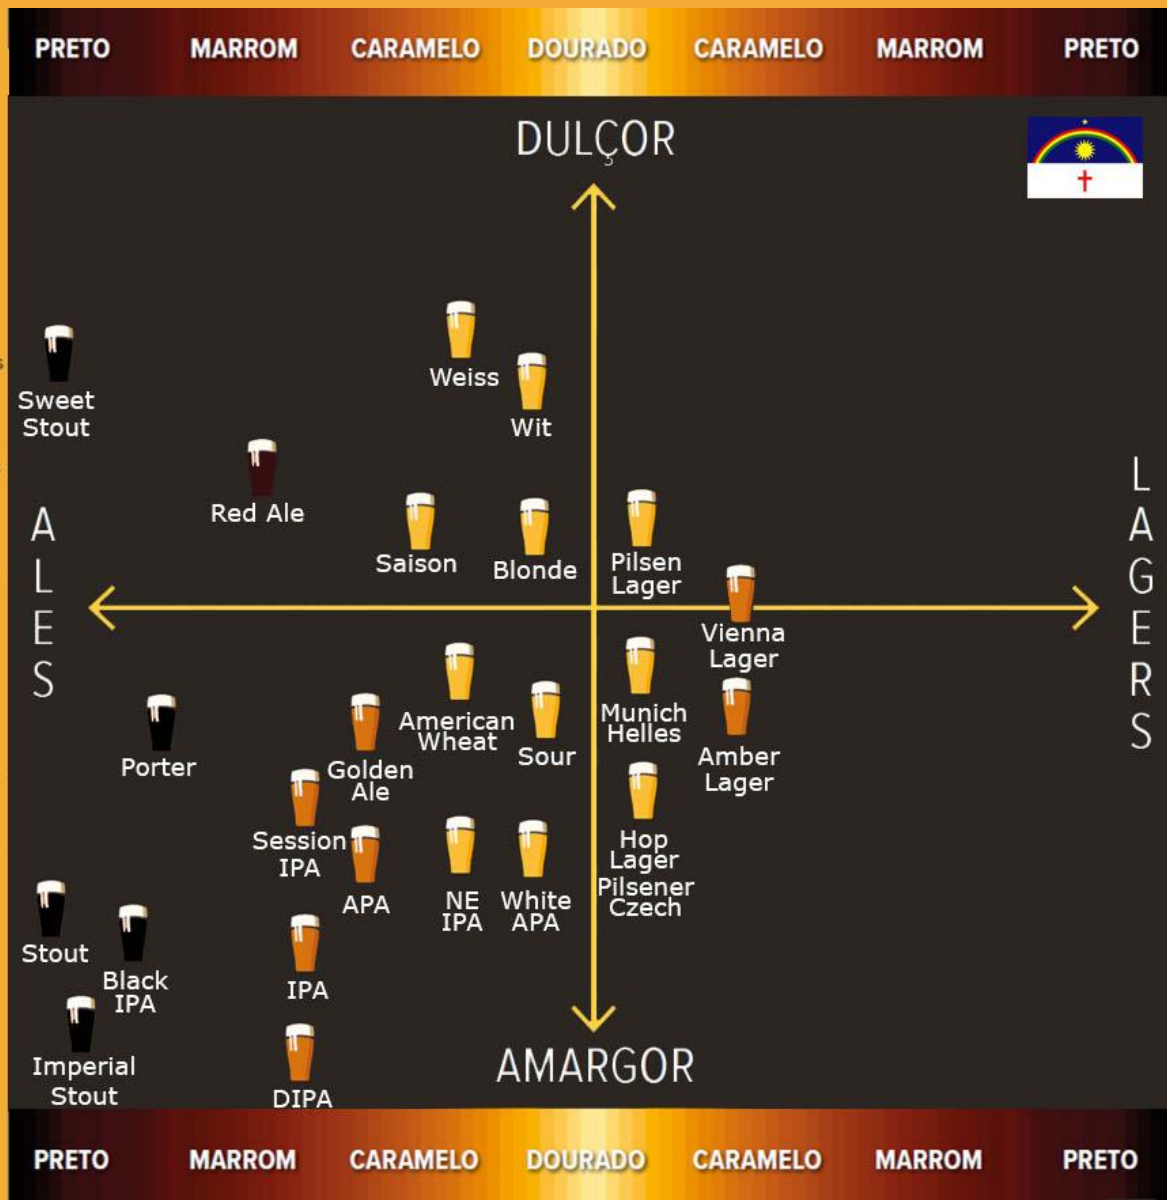 PRETO MARROM CARAMELO DOURADO CARAMELO MARROM PRETO
DULÇOR
Weiss
Sweet
Stout
Wit
Red Ale
Saison
Blonde
Pilsen
Lager
ALES
LAGERS
Vienna
Lager
American
Wheat
Munich
Helles
Sour
Porter
Golden
Ale
Amber
Lager
Session
IPA
Hop
Lager
Pilsener
Czech
APA
NE
IPA
White
APA
Stout
Black
IPA
IPA
Imperial
Stout
AMARGOR
DIPA
PRETO MARROM CARAMELO DOURADO CARAMELO MARROM PRETO